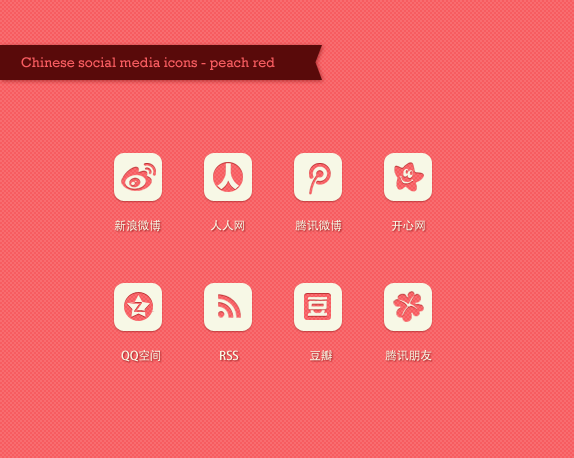 Chinese social media icons - peach red
新浪微博 人人网 腾讯微博 开心网
豆
QQ空间 RSS 豆瓣 腾讯朋友